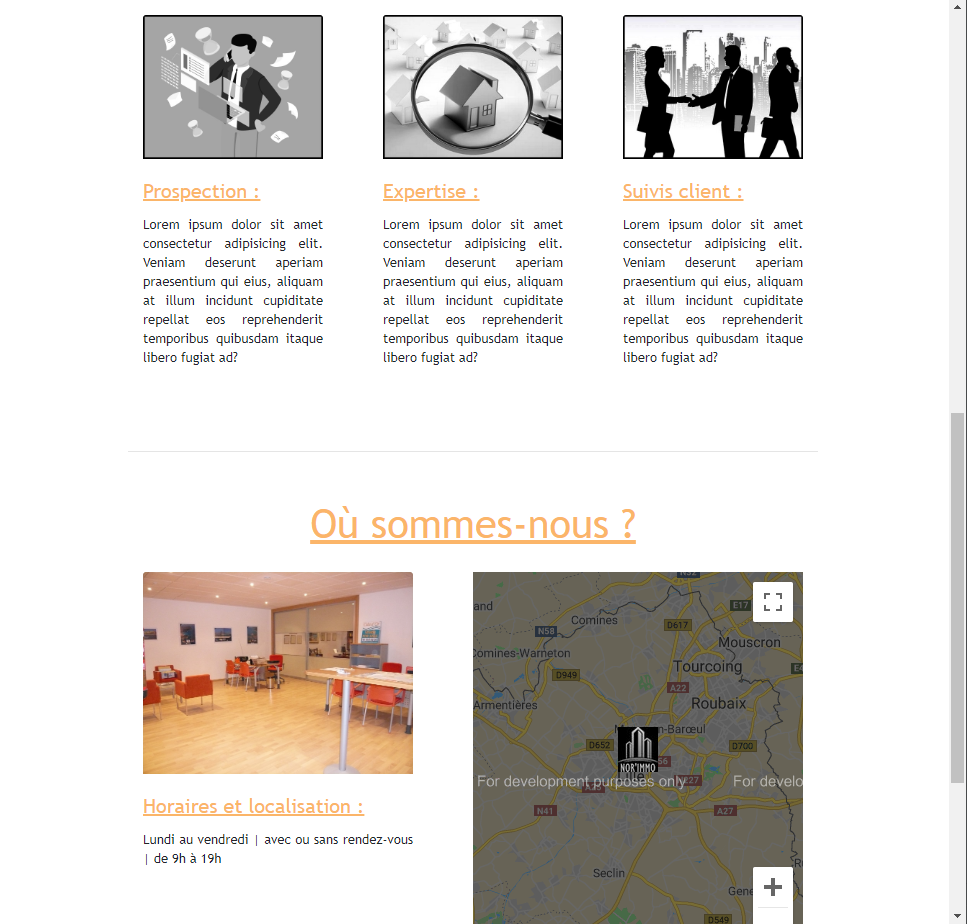 Prospection :
Lorem ipsum dolor sit amet
consectetur adipisicing elit.
Veniam deserunt aperiam
praesentium qui eius, aliquam
at illum incidunt cupiditate
repellat eos reprehenderit
temporibus quibusdam itaque
libero fugiat ad?
Expertise :
Lorem ipsum dolor sit amet
consectetur adipisicing elit.
Veniam deserunt aperiam
praesentium qui eius, aliquam
at illum incidunt cupiditate
repellat eos reprehenderit
temporibus quibusdam itaque
libero fugiat ad?
Suivis client :
Lorem ipsum dolor sit amet
consectetur adipisicing elit.
Veniam deserunt aperiam
praesentium qui eius, aliquam
at illum incidunt cupiditate
repellat eos reprehenderit
temporibus quibusdam itaque
libero fugiat ad?
Où sommes-nous ?
Horaires et localisation :
Lundi au vendredi | avec ou sans rendez-vous
| de 9h à 19h
and
E17
Comines
D617
N58
Mouscron
Comines-Warneton
Tourcoing
D949
A22
Armentières
Roubaix
n-Barœul
D652
D700
NOR'IMMO
56
For development purposes only
27
For develo
N41
A27
Seclin
Gene
D549